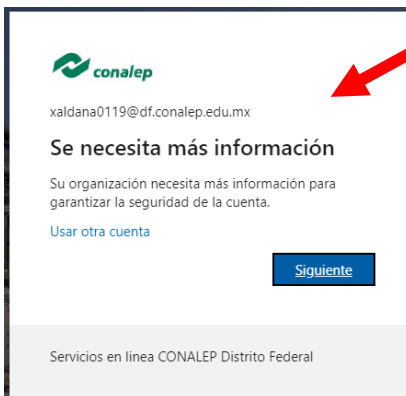 conalep
xaldana0119@df.conalep.edu.mx
Se necesita más información
Su organización necesita más información para
garantizar la seguridad de la cuenta.
Usar otra cuenta
Siguiente
Servicios en linea CONALEP Distrito Federal